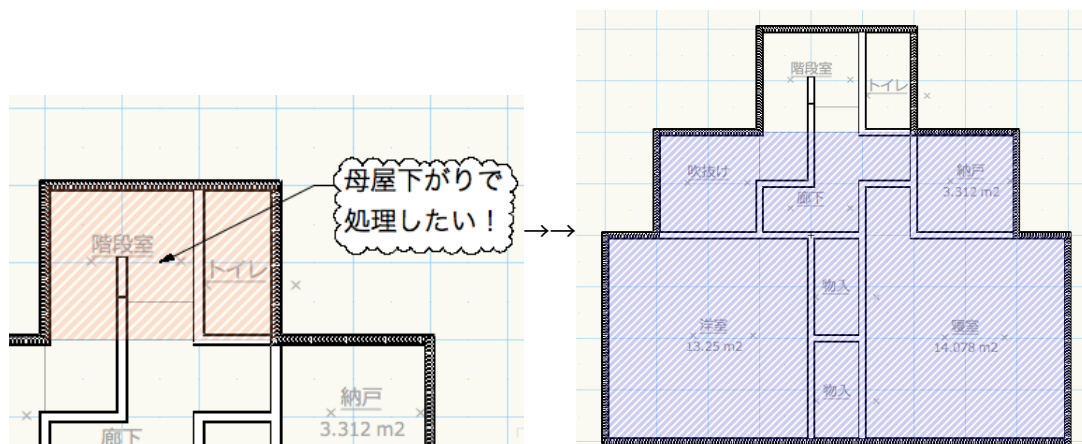 母屋下がりで
処理したい！
階段室
トイレ
納戸
3.312 m2
廊下
→→
階段室
トイレ
吹抜け
納戸
3.312 m2
廊下
物入
洋室
13.25 m2
寝室
14.078 m2
物入